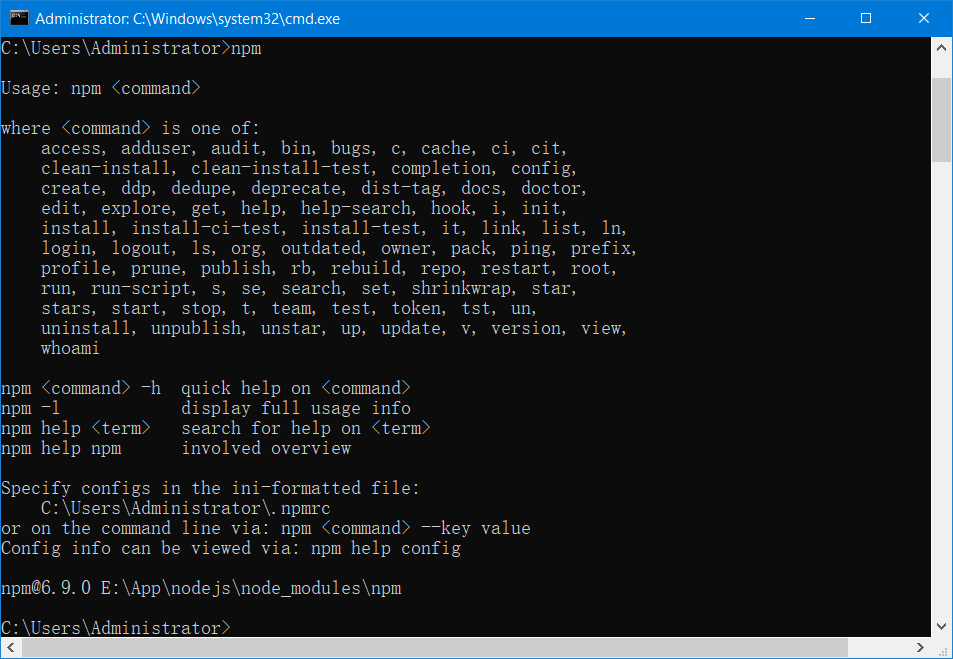 Administrator: C:\Windows\system32\cmd.exe
C:\Users\Administrator>npm
Usage: npm <command>
where <command> is one of:
    access, adduser, audit, bin, bugs, c, cache, ci, cit,
    clean-install, clean-install-test, completion, config,
    create, ddp, dedupe, deprecate, dist-tag, docs, doctor,
    edit, explore, get, help, help-search, hook, i, init,
    install, install-ci-test, install-test, it, link, list, ln,
    login, logout, ls, org, outdated, owner, pack, ping, prefix,
    profile, prune, publish, rb, rebuild, repo, restart, root,
    run, run-script, s, se, search, set, shrinkwrap, star,
    stars, start, stop, t, team, test, token, tst, un,
    uninstall, unpublish, unstar, up, update, v, version, view,
    whoami
npm <command> -h  quick help on <command>
npm -l            display full usage info
npm help <term>   search for help on <term>
npm help npm      involved overview
Specify configs in the ini-formatted file:
    C:\Users\Administrator\.npmrc
or on the command line via: npm <command> --key value
Config info can be viewed via: npm help config
npm@6.9.0 E:\App\nodejs\node_modules\npm
C:\Users\Administrator>